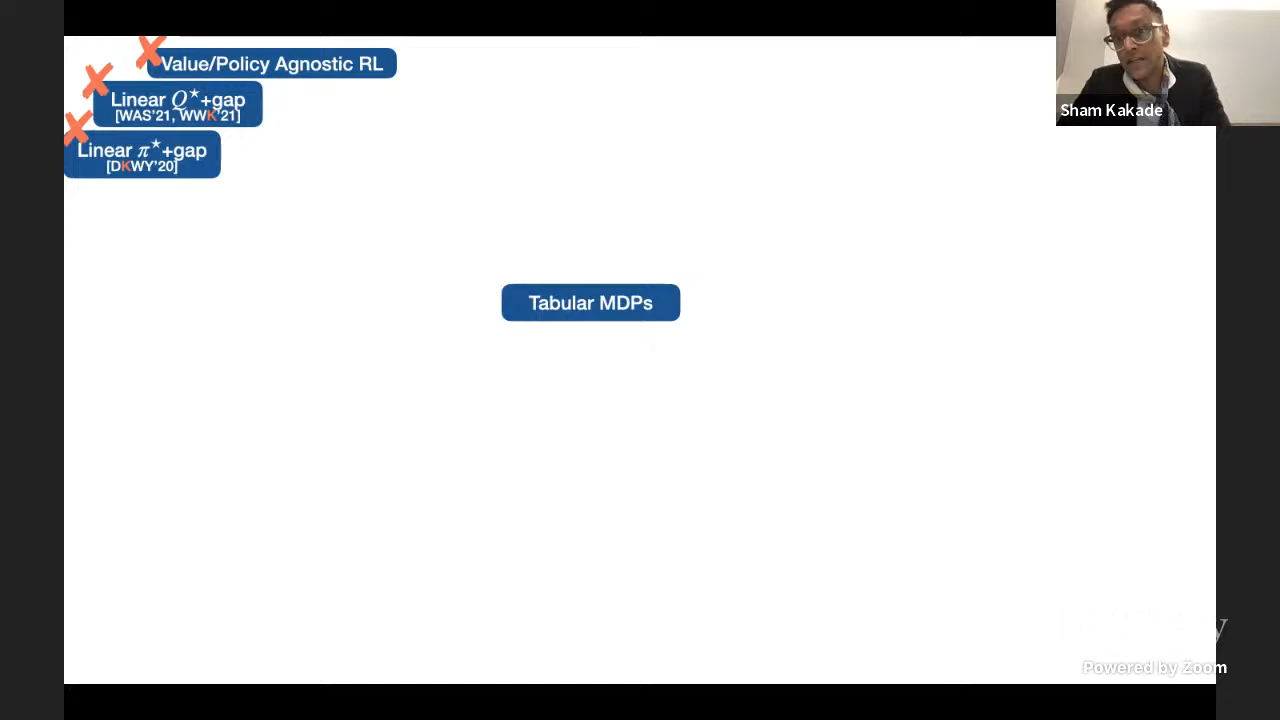 Value/Policy Agnostic RL
Linear Q*+gap
[WAS'21, WWK'21]
Linear π*+gap
[DKWY'20]
Tabular MDPs
Sham Kakade
Powered by Zoom